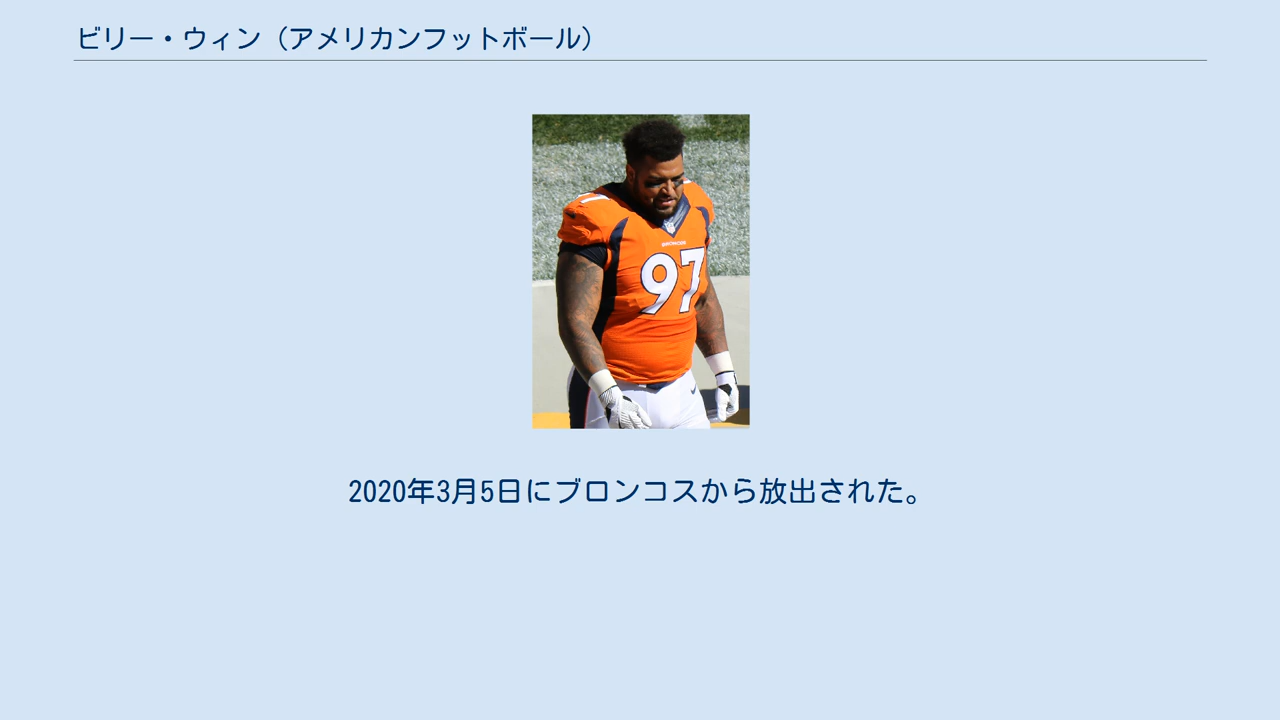 ビリー・ウィン（アメリカンフットボール）
97
2020年3月5日にブロンコスから放出された。